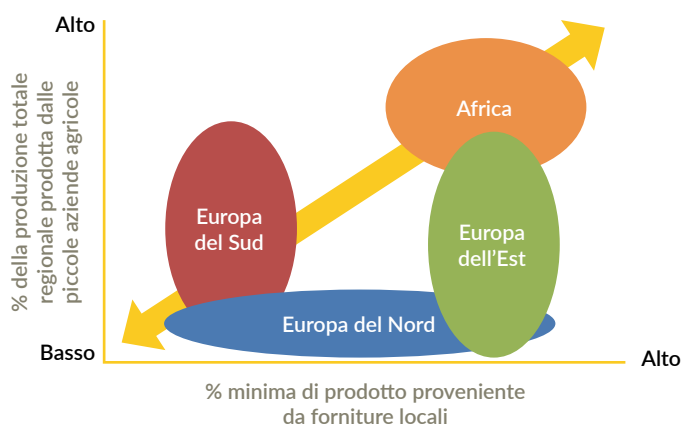 Alto
% della produzione totale
regionale prodotta dalle
piccole aziende agricole
Africa
Europa
del Sud
Europa
dell'Est
Europa del Nord
Basso
Alto
% minima di prodotto proveniente
da forniture locali